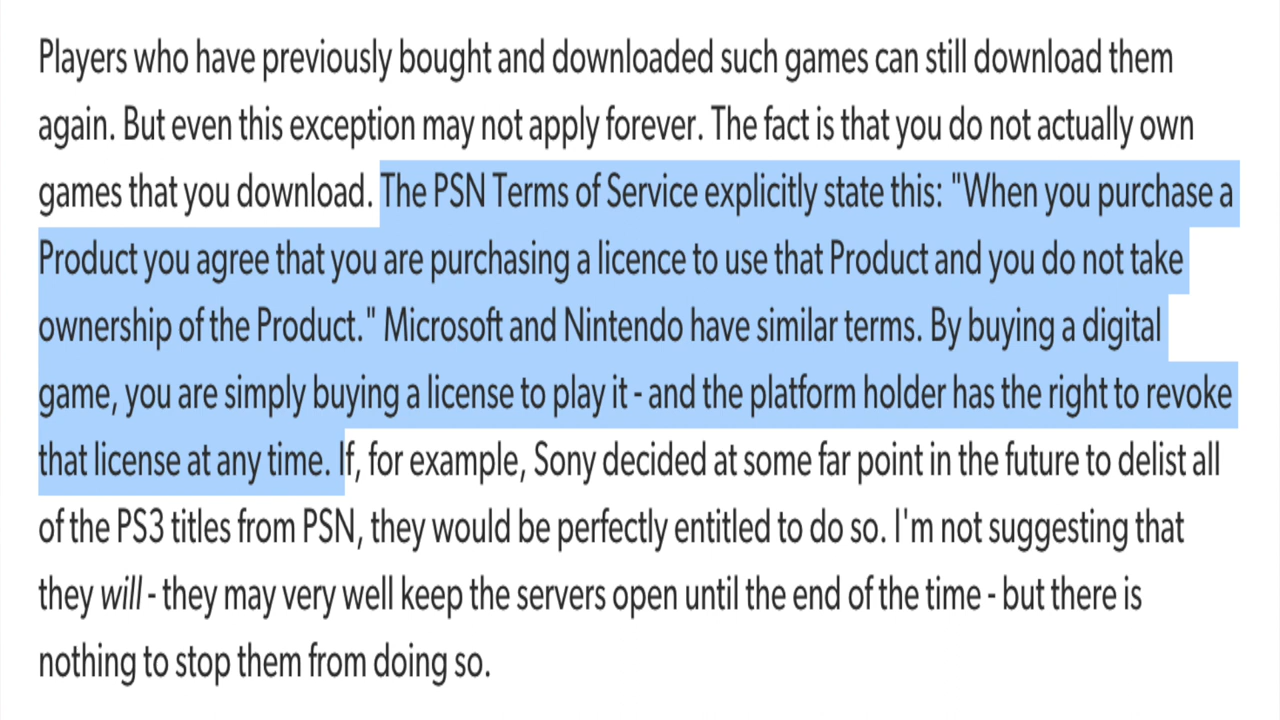 Players who have previously bought and downloaded such games can still download them
again. But even this exception may not apply forever. The fact is that you do not actually own
games that you download. The PSN Terms of Service explicitly state this: "When you purchase a
Product you agree that you are purchasing a licence to use that Product and you do not take
ownership of the Product." Microsoft and Nintendo have similar terms. By buying a digital
game, you are simply buying a license to play it - and the platform holder has the right to revoke
that license at any time. If, for example, Sony decided at some far point in the future to delist all
of the PS3 titles from PSN, they would be perfectly entitled to do so. I'm not suggesting that
they will - they may very well keep the servers open until the end of the time - but there is
nothing to stop them from doing so.